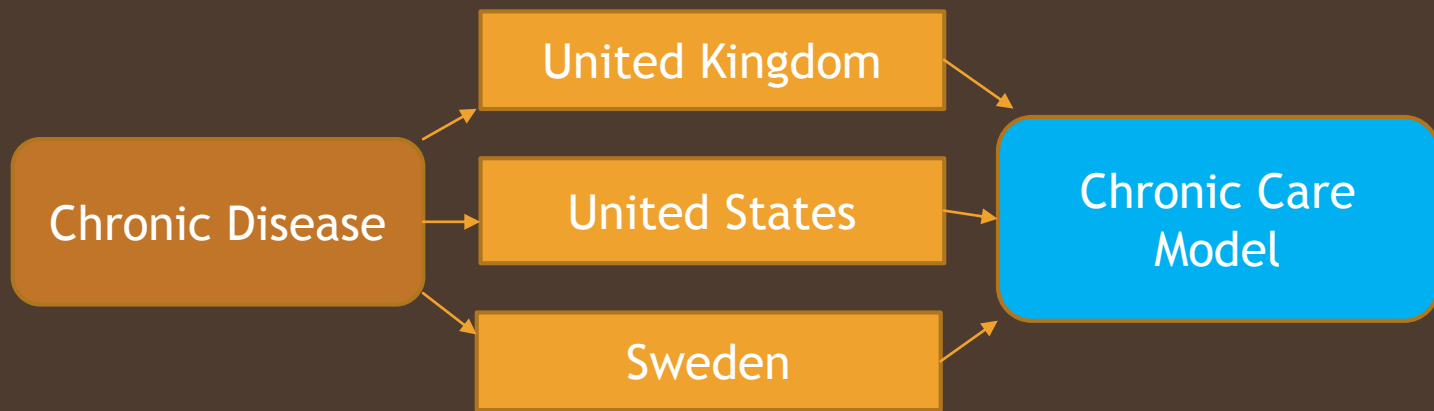 United Kingdom
Chronic Disease
United States
Chronic Care
Model
Sweden